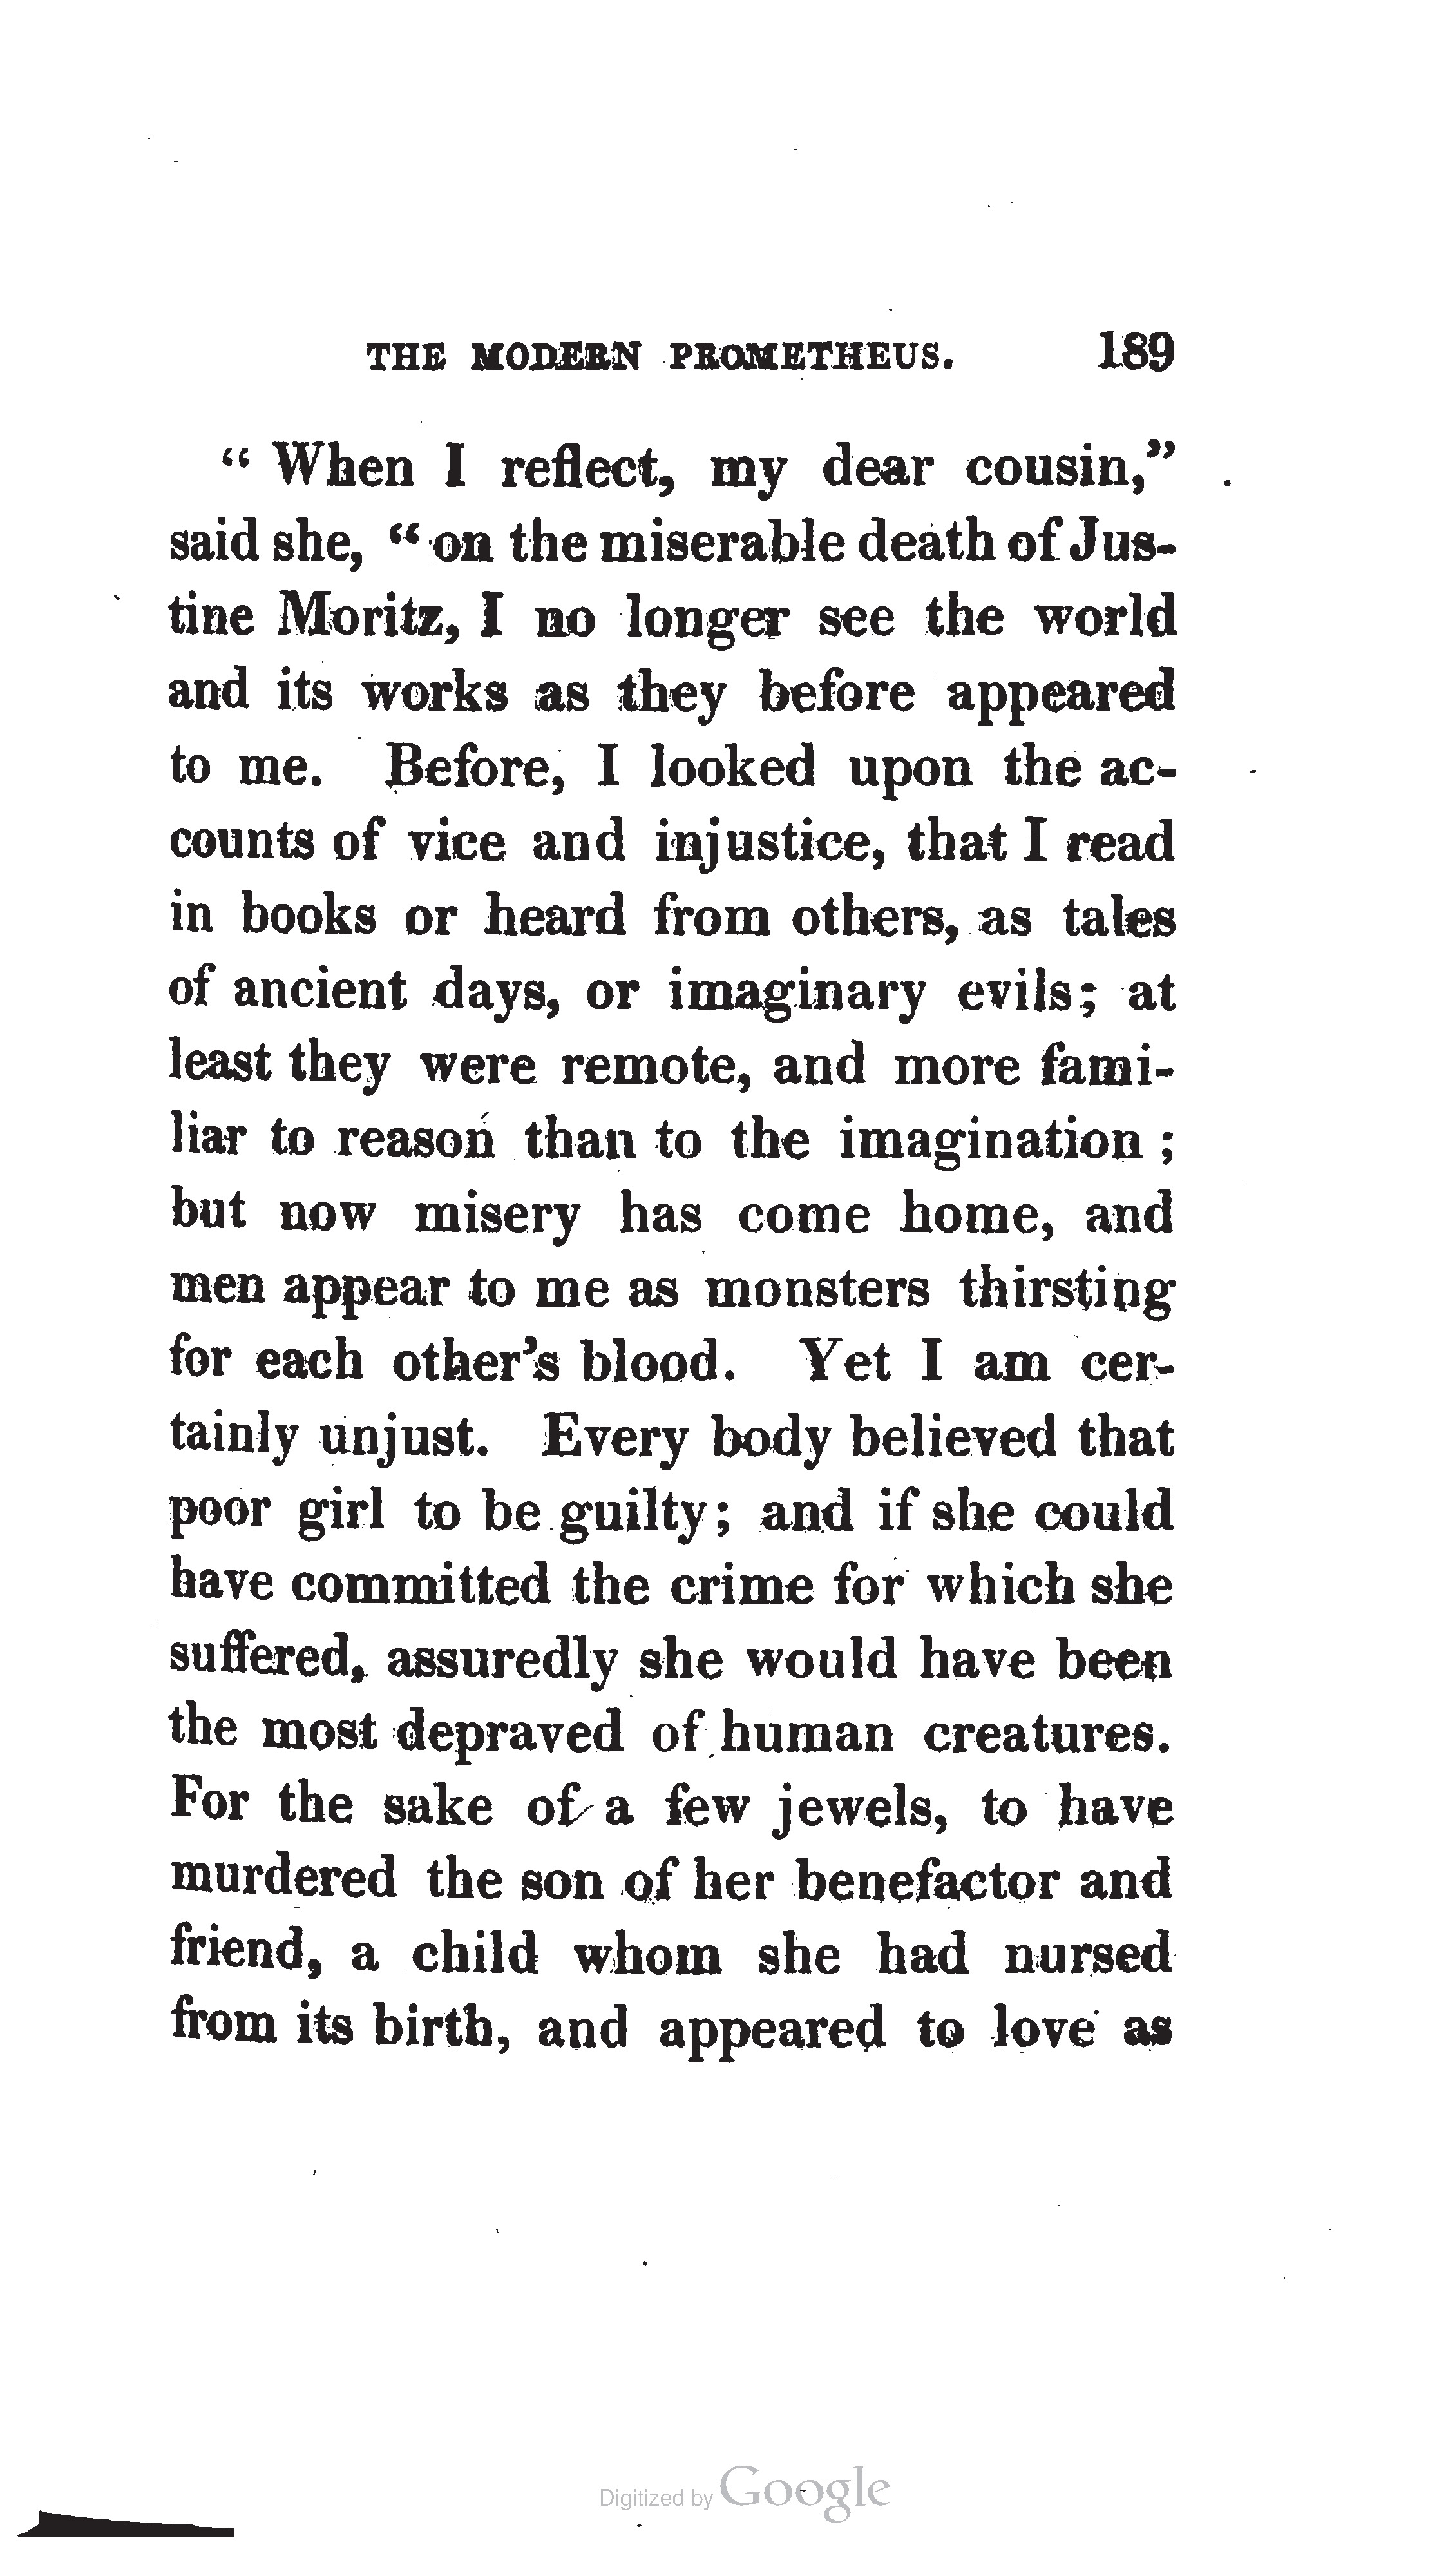 THE MODERN PROMETHEUS. 189
“ When I reflect, my dear cousin,”
said she, “ on the miserable death of Jus-
tine Moritz, I no longer see the world
and its works as they before appeared
to me. Before, I looked upon the ac-
counts of vice and injustice, that I read
in books or heard from others, as tales
of ancient days, or imaginary evils; at
least they were remote, and more fami-
liar to reason than to the imagination ;
but now misery has come home, and
men appear to me as monsters thirsting
for each other’s blood. Yet I am cer-
tainly unjust. Every body believed that
poor girl to be guilty; and if she could
have committed the crime for which she
suffered, assuredly she would have been
the most depraved of human creatures.
For the sake of a few jewels, to have
murdered the son of her benefactor and
friend, a child whom she had nursed
from its birth, and appeared to love as
Digitized by Google